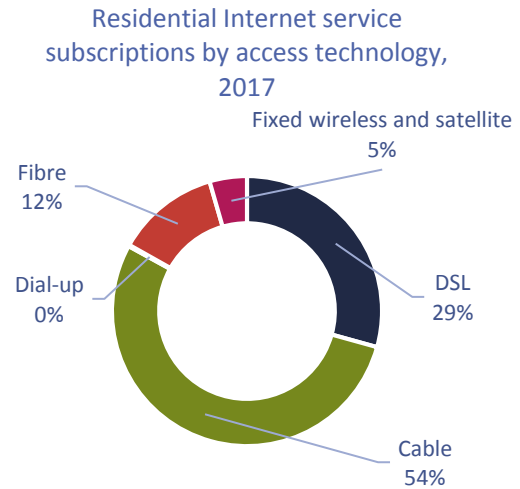 Residential Internet service
subscriptions by access technology,
2017
Fixed wireless and satellite
5%
Fibre
12%
Dial-up
0%
DSL
29%
Cable
54%